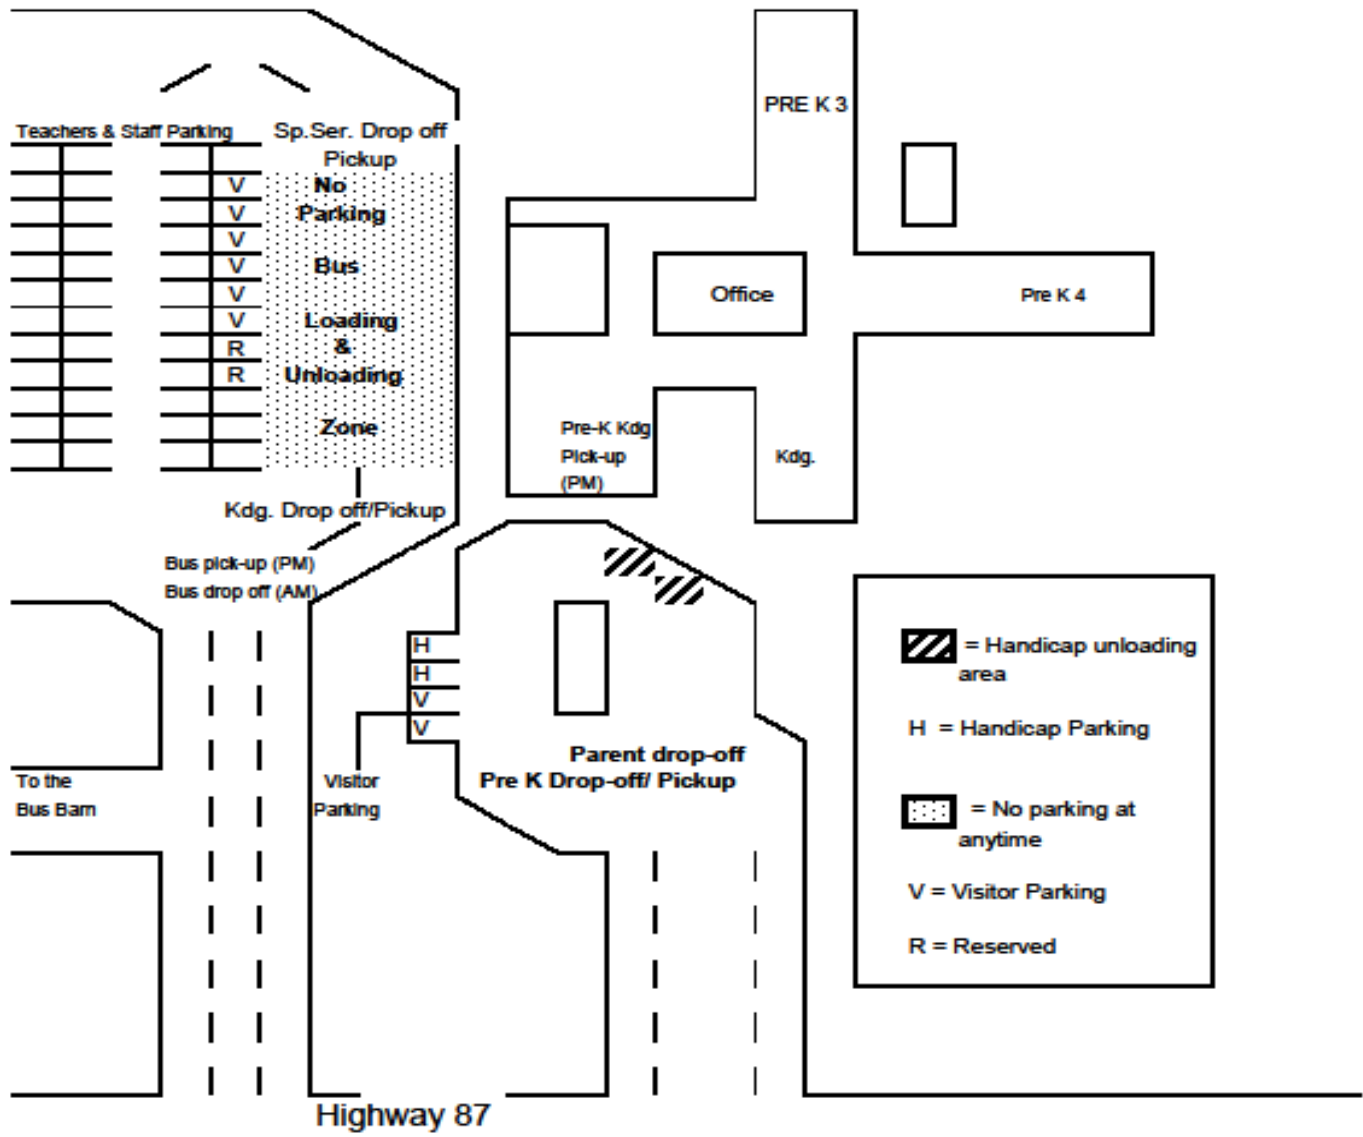 PRE K 3
Teachers & Staff Parking
Sp.Ser. Drop off
Pickup
V
V
V
V
V
V
R
R
No
Parking
Bus
Loading
&
Unloading
Zone
Office
Pre K 4
Pre-K Kdg
Pick-up
(PM)
Kdg.
Kdg. Drop off/Pickup
Bus pick-up (PM)
Bus drop off (AM)
H
H
V
V
Parent drop-off
Pre K Drop-off/ Pickup
To the
Bus Barn
Visitor
Parking
= Handicap unloading
area
H = Handicap Parking
= No parking at
anytime
V = Visitor Parking
R = Reserved
Highway 87